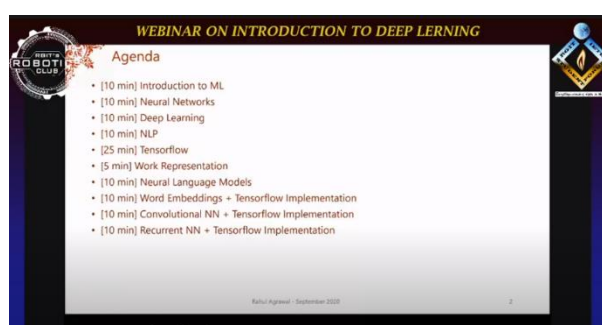 WEBINAR ON INTRODUCTION TO DEEP LERNING
RGIT's
ROBOTI
CLUB
Agenda
• [10 min] Introduction to ML
• [10 min] Neural Networks
• [10 min] Deep Learning
• [10 min] NLP
• [25 min] Tensorflow
• [5 min] Work Representation
• [10 min] Neural Language Models
• [10 min] Word Embeddings + Tensorflow Implementation
• [10 min] Convolutional NN + Tensorflow Implementation
• [10 min] Recurrent NN + Tensorflow Implementation
Rahul Agrawal - September 2020
2